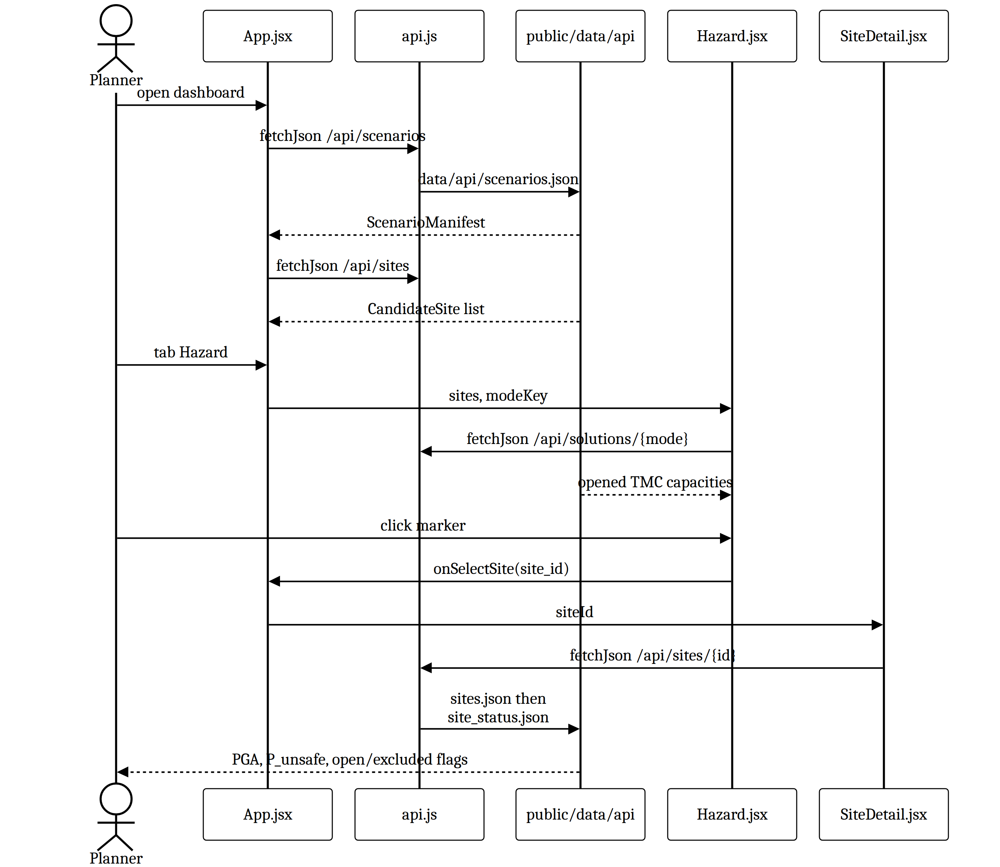 App.jsx
api.js
public/data/api
Hazard.jsx
SiteDetail.jsx
Planner
open dashboard
fetchJson /api/scenarios
data/api/scenarios.json
ScenarioManifest
fetchJson /api/sites
CandidateSite list
tab Hazard
sites, modeKey
fetchJson /api/solutions/{mode}
opened TMC capacities
click marker
onSelectSite(site_id)
siteId
fetchJson /api/sites/{id}
sites.json then
site_status.json
PGA, P_unsafe, open/excluded flags
App.jsx
api.js
public/data/api
Hazard.jsx
SiteDetail.jsx
Planner